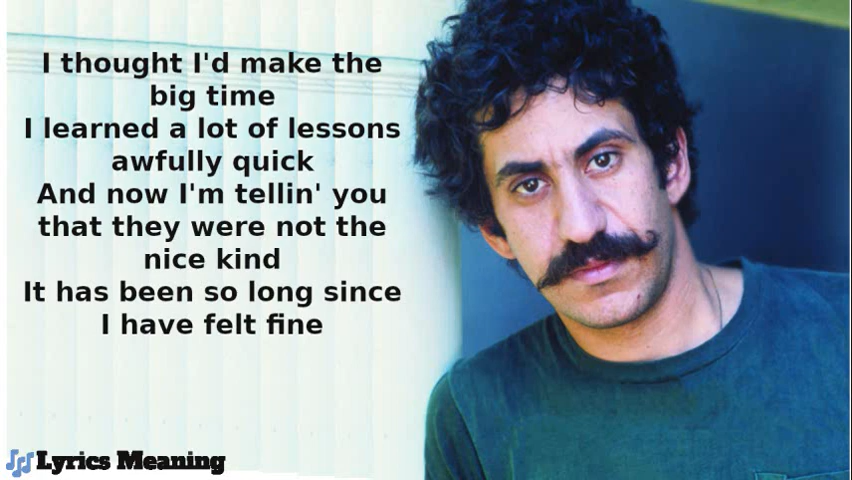 I thought I'd make the
big time
I learned a lot of lessons
awfully quick
And now I'm tellin' you
that they were not the
nice kind
It has been so long since
I have felt fine
Lyrics Meaning